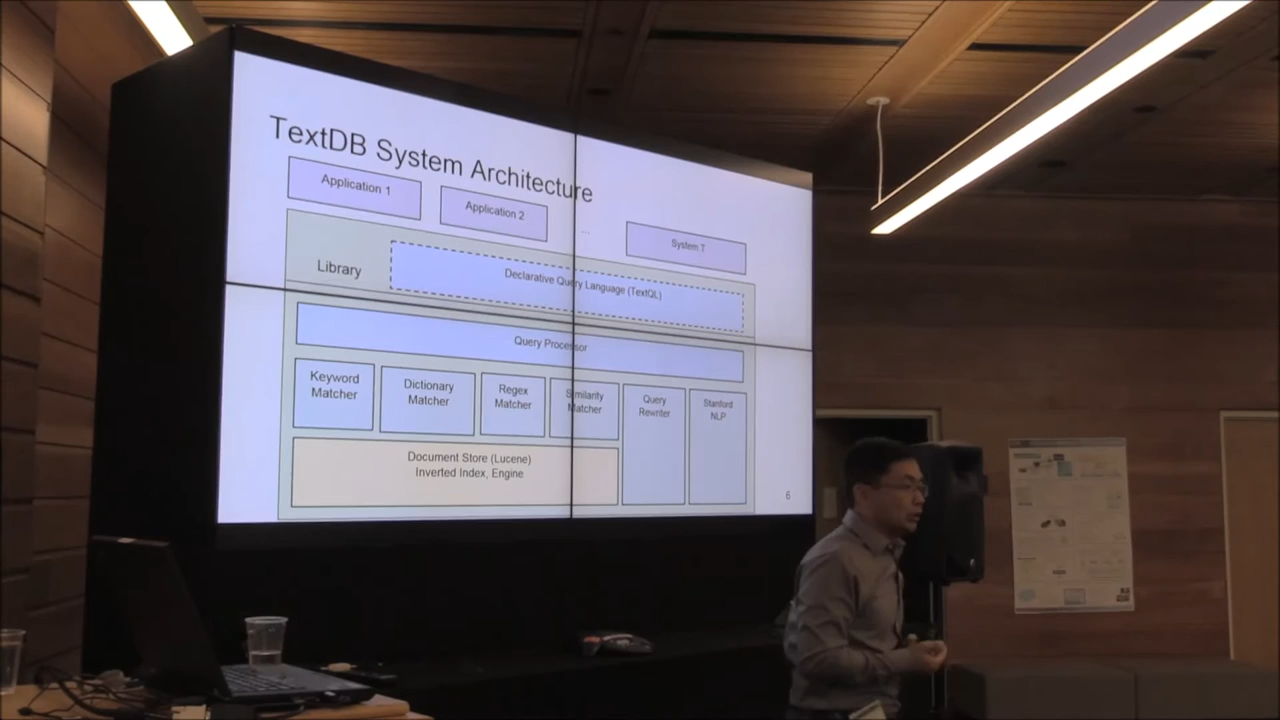 TextDB System Architecture
Application 1
Application 2
...
System T
Library
Declarative Query Language (TextQL)
Query Processor
Keyword
Matcher
Dictionary
Matcher
Regex
Matcher
Similarity
Matcher
Query
Rewriter
Stanford
NLP
Document Store (Lucene)
Inverted Index, Engine
6